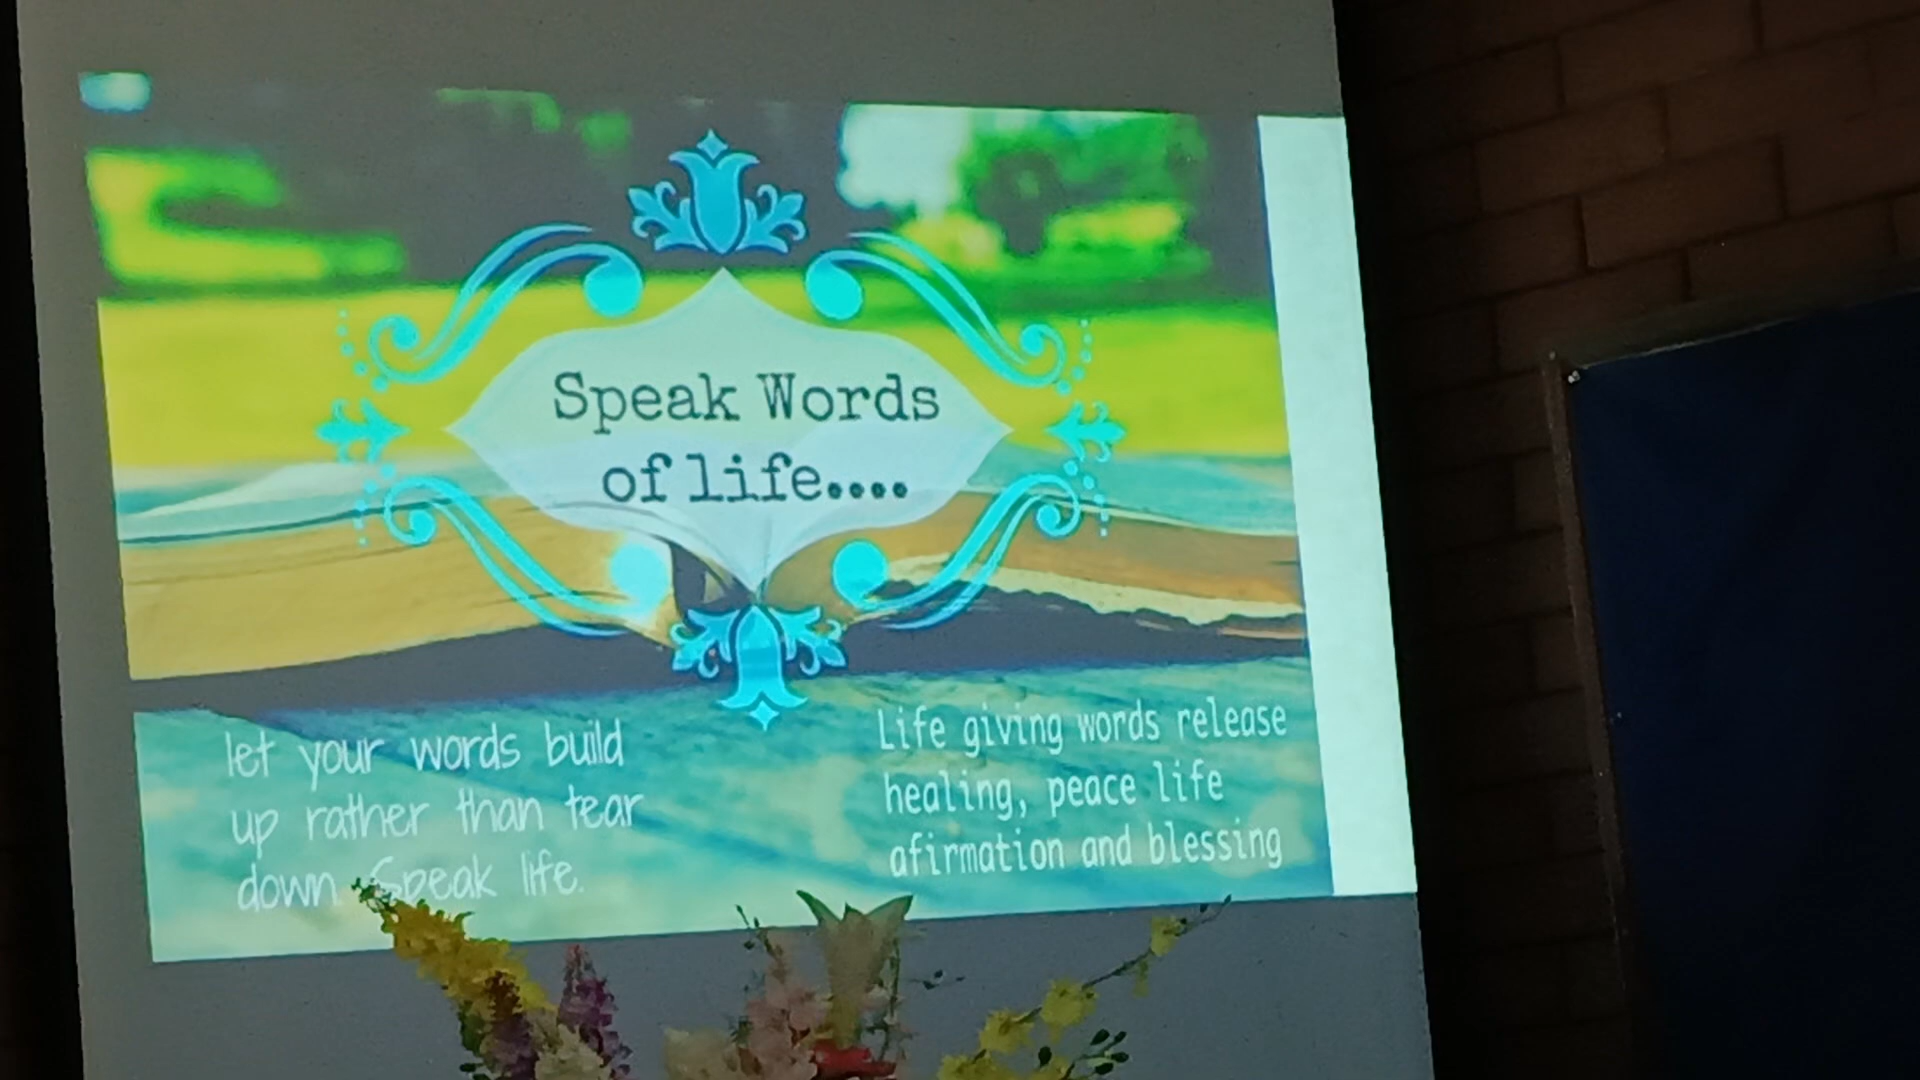 Speak Words
of life....
let your words build
up rather than tear
down. Speak life.
Life giving words release
healing, peace life
afirmation and blessing